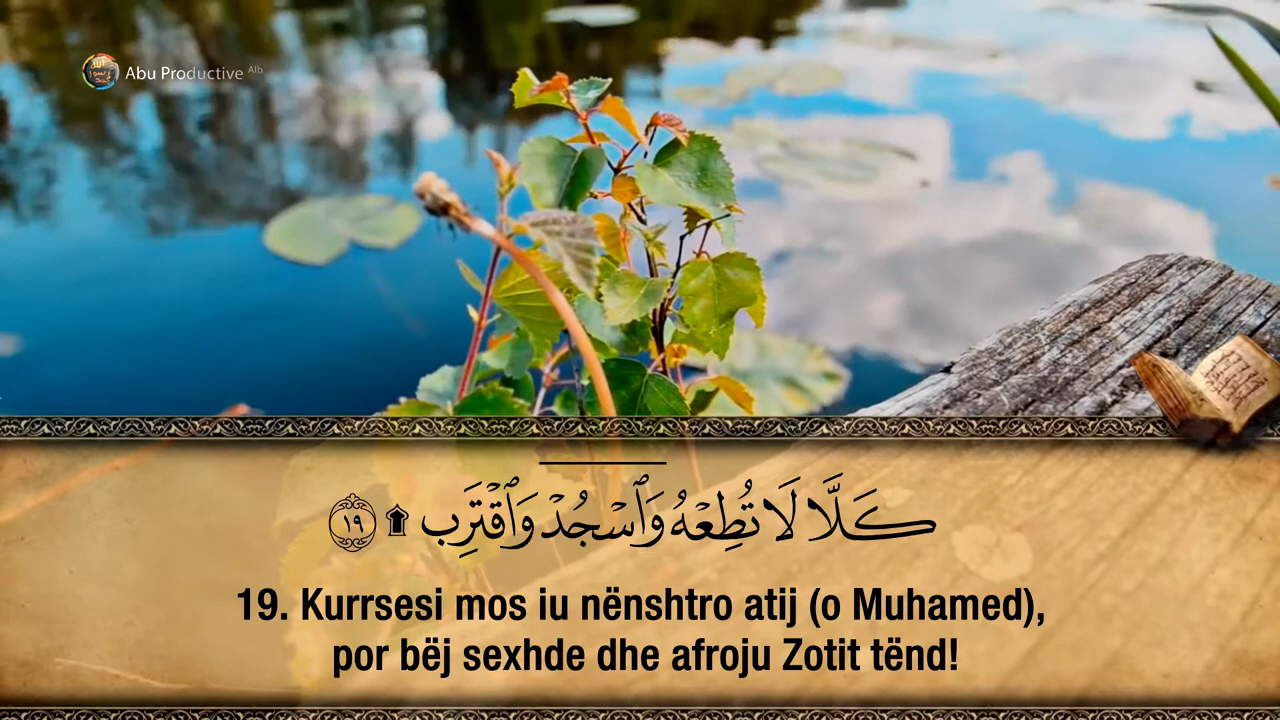 Abu Productive Alb
كَلَّا لَا تُطِعْهُ وَٱسْجُدْ وَٱقْتَرِب ۩ ١٩
19. Kurrsesi mos iu nënshtro atij (o Muhamed),
por bëj sexhde dhe afroju Zotit tënd!